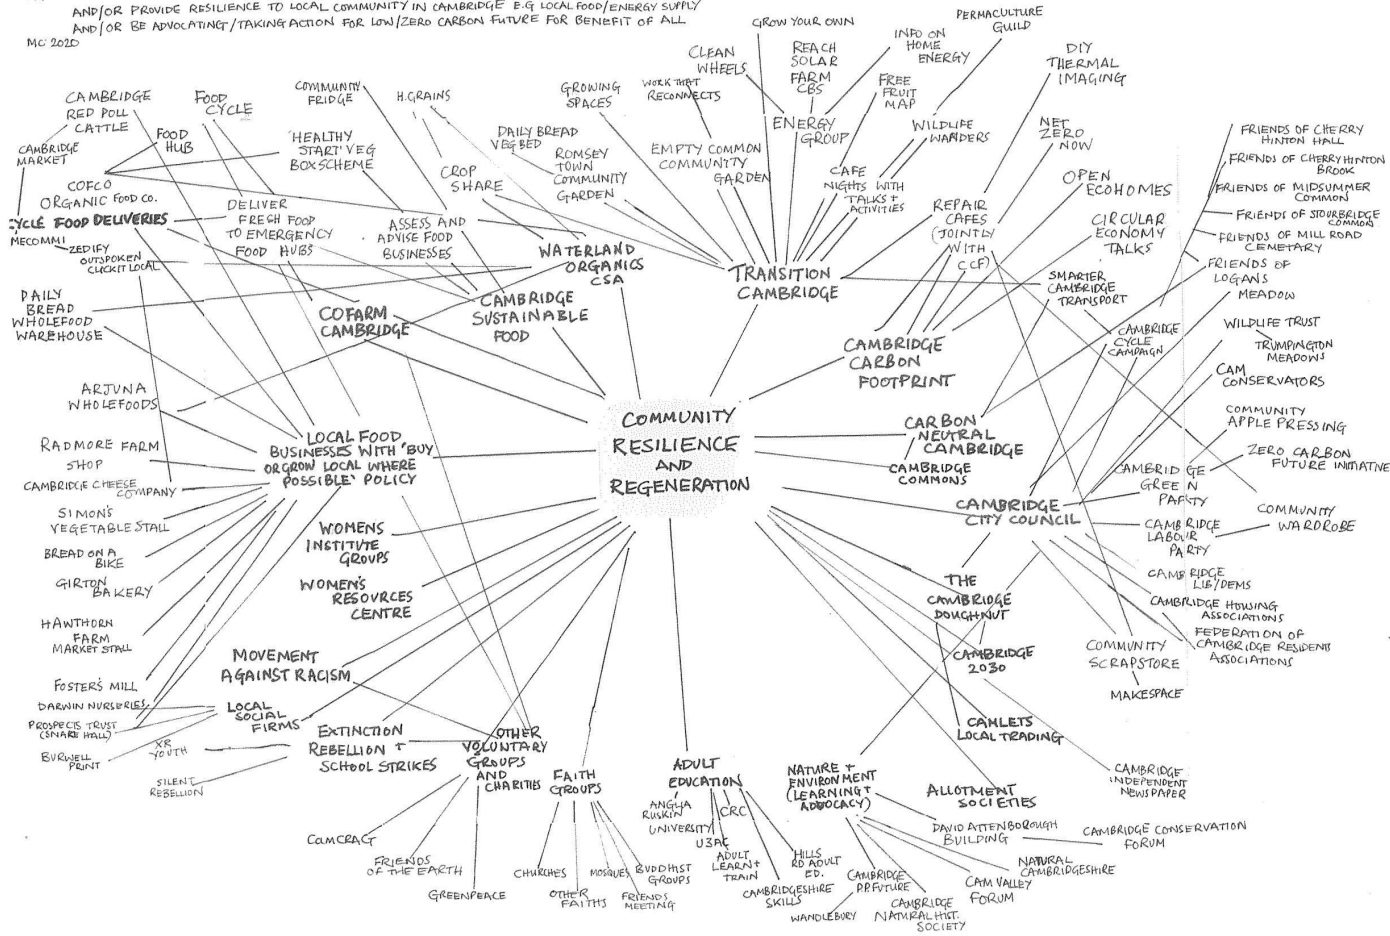 AND/OR PROVIDE RESILIENCE TO LOCAL COMMUNITY IN CAMBRIDGE E.G LOCAL FOOD/ENERGY SUPPLY
AND/OR BE ADVOCATING/TAKING ACTION FOR LOW/ZERO CARBON FUTURE FOR BENEFIT OF ALL
MC 2020
CAMBRIDGE
RED POLL
CATTLE
FOOD
CYCLE
COMMUNITY
FRIDGE
H.GRAINS
GROWING
SPACES
WORK THAT
RECONNECTS
CLEAN
WHEELS
GROW YOUR OWN
REACH
SOLAR
FARM
CBS
INFO ON
HOME
ENERGY
PERMACULTURE
GUILD
DIY
THERMAL
IMAGING
FREE
FRUIT
MAP
CAMBRIDGE
MARKET
FOOD
HUB
'HEALTHY
START' VEG
BOX SCHEME
DAILY BREAD
VEG BED
ROMSEY
TOWN
COMMUNITY
GARDEN
EMPTY COMMON
COMMUNITY
GARDEN
ENERGY
GROUP
WILDLIFE
WANDERS
NET
ZERO
NOW
CROP
SHARE
CAFE
NIGHTS WITH
TALKS +
ACTIVITIES
OPEN
ECOHOMES
COFCO
ORGANIC FOOD CO.
CYCLE FOOD DELIVERIES
MECOMMI
ZEDIFY
OUTSPOKEN
CLICKITLOCAL
DELIVER
FRESH FOOD
TO EMERGENCY
FOOD HUBS
ASSESS AND
ADVISE FOOD
BUSINESSES
WATERLAND
ORGANICS
CSA
TRANSITION
CAMBRIDGE
REPAIR
CAFES
(JOINTLY
WITH
CCF)
CIRCULAR
ECONOMY
TALKS
FRIENDS OF CHERRY
HINTON HALL
FRIENDS OF CHERRYHINTON
BROOK
FRIENDS OF MIDSUMMER
COMMON
FRIENDS OF STOURBRIDGE
COMMON
FRIENDS OF MILL ROAD
CEMETARY
FRIENDS OF
LOGANS
MEADOW
SMARTER
CAMBRIDGE
TRANSPORT
DAILY
BREAD
WHOLEFOOD
WAREHOUSE
COFARM
CAMBRIDGE
CAMBRIDGE
SUSTAINABLE
FOOD
CAMBRIDGE
CARBON
FOOTPRINT
CAMBRIDGE
CYCLE
CAMPAIGN
WILDLIFE TRUST
TRUMPINGTON
MEADOWS
CAM
CONSERVATORS
ARJUNA
WHOLEFOODS
COMMUNITY
RESILIENCE
AND
REGENERATION
CARBON
NEUTRAL
CAMBRIDGE
CAMBRIDGE
COMMONS
COMMUNITY
APPLE PRESSING
ZERO CARBON
FUTURE INITIATIVE
LOCAL FOOD
BUSINESSES WITH 'BUY
OR GROW LOCAL WHERE
POSSIBLE' POLICY
RADMORE FARM
SHOP
CAMBRIDGE CHEESE
COMPANY
SIMON'S
VEGETABLE STALL
BREAD ON A
BIKE
GIRTON
BAKERY
HAWTHORN
FARM
MARKET STALL
FOSTER'S MILL
DARWIN NURSERIES
PROSPECTS TRUST
(SNAKE HALL)
BURWELL
PRINT
WOMENS
INSTITUTE
GROUPS
WOMEN'S
RESOURCES
CENTRE
CAMBRIDGE
CITY COUNCIL
CAMBRIDGE
GREEN
PARTY
CAMBRIDGE
LABOUR
PARTY
COMMUNITY
WARDROBE
CAMBRIDGE
LIB/DEMS
CAMBRIDGE HOUSING
ASSOCIATIONS
FEDERATION OF
CAMBRIDGE RESIDENTS
ASSOCIATIONS
THE
CAMBRIDGE
DOUGHNUT
CAMBRIDGE
2030
COMMUNITY
SCRAPSTORE
MAKESPACE
MOVEMENT
AGAINST RACISM
LOCAL
SOCIAL
FIRMS
XR
YOUTH
SILENT
REBELLION
EXTINCTION
REBELLION +
SCHOOL STRIKES
OTHER
VOLUNTARY
GROUPS
AND
CHARITIES
FAITH
GROUPS
ADULT
EDUCATION
NATURE +
ENVIRONMENT
(LEARNING +
ADVOCACY)
CAMLETS
LOCAL TRADING
ALLOTMENT
SOCIETIES
CAMBRIDGE
INDEPENDENT
NEWSPAPER
CamCRAG
FRIENDS
OF THE EARTH
GREENPEACE
CHURCHES
OTHER
FAITHS
MOSQUES
BUDDHIST
GROUPS
FRIENDS
MEETING
ANGLIA
RUSKIN
UNIVERSITY
U3AC
CRC
ADULT
LEARN +
TRAIN
CAMBRIDGESHIRE
SKILLS
HILLS
RD ADULT
ED.
CAMBRIDGE
P.P.FUTURE
WANDLEBURY
CAMBRIDGE
NATURAL HIST.
SOCIETY
CAM VALLEY
FORUM
NATURAL
CAMBRIDGESHIRE
DAVID ATTENBOROUGH
BUILDING
CAMBRIDGE CONSERVATION
FORUM